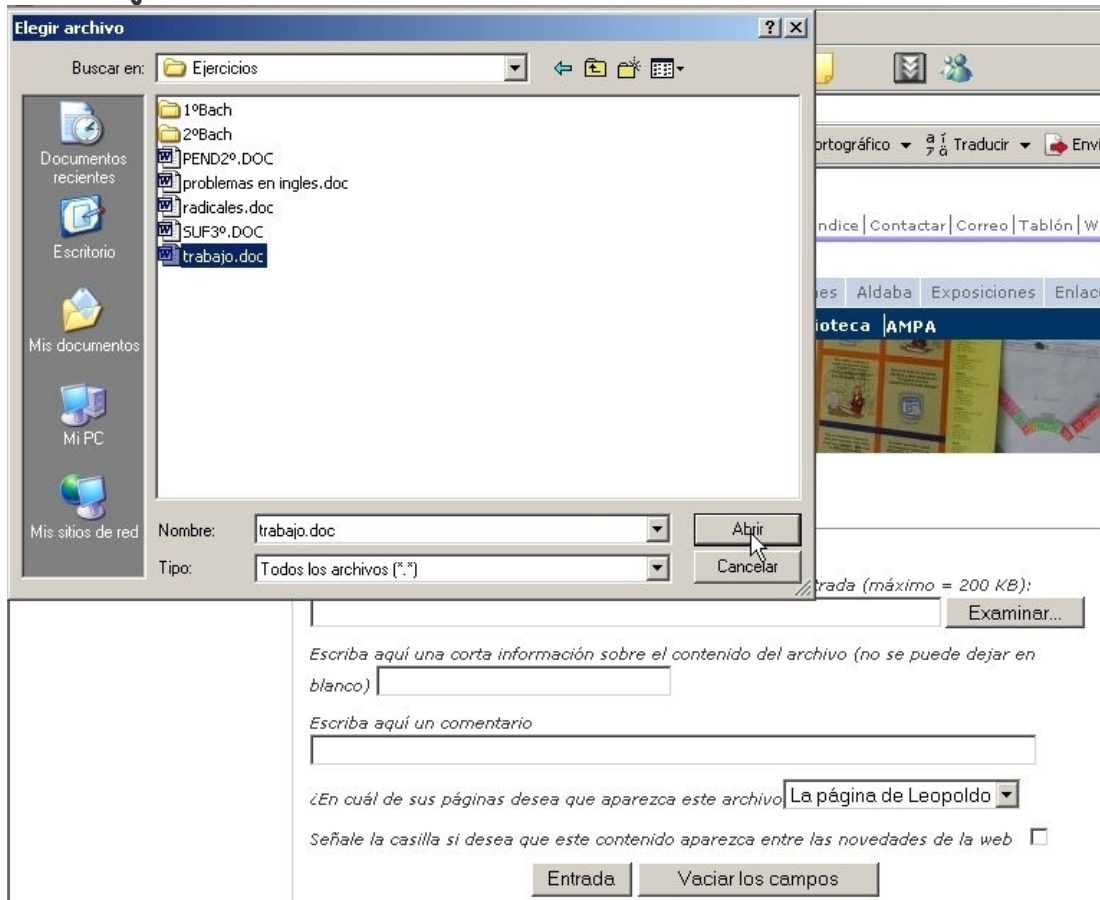 Elegir archivo
Buscar en:
Ejercicios
1ºBach
2ºBach
PEND2º.DOC
problemas en ingles.doc
radicales.doc
SUF3º.DOC
trabajo.doc
Documentos
recientes
Escritorio
Mis documentos
Mi PC
Mis sitios de red
Nombre:
trabajo.doc
Abrir
Tipo:
Todos los archivos (*.*)
Cancelar
ortográfico
Traducir
Envi
ndice|Contactar|Correo|Tablón|W
es Aldaba Exposiciones Enlac
ioteca |AMPA
trada (máximo = 200 KB):
Examinar...
Escriba aquí una corta información sobre el contenido del archivo (no se puede dejar en
blanco)
Escriba aquí un comentario
¿En cuál de sus páginas desea que aparezca este archivo La página de Leopoldo
Señale la casilla si desea que este contenido aparezca entre las novedades de la web
Entrada
Vaciar los campos